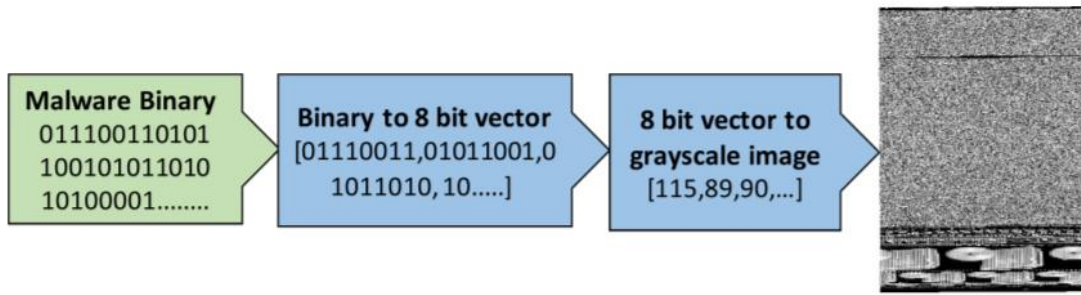 Malware Binary
011100110101
100101011010
10100001........
Binary to 8 bit vector
[01110011,01011001,0
1011010, 10.....]
8 bit vector to
grayscale image
[115,89,90,...]